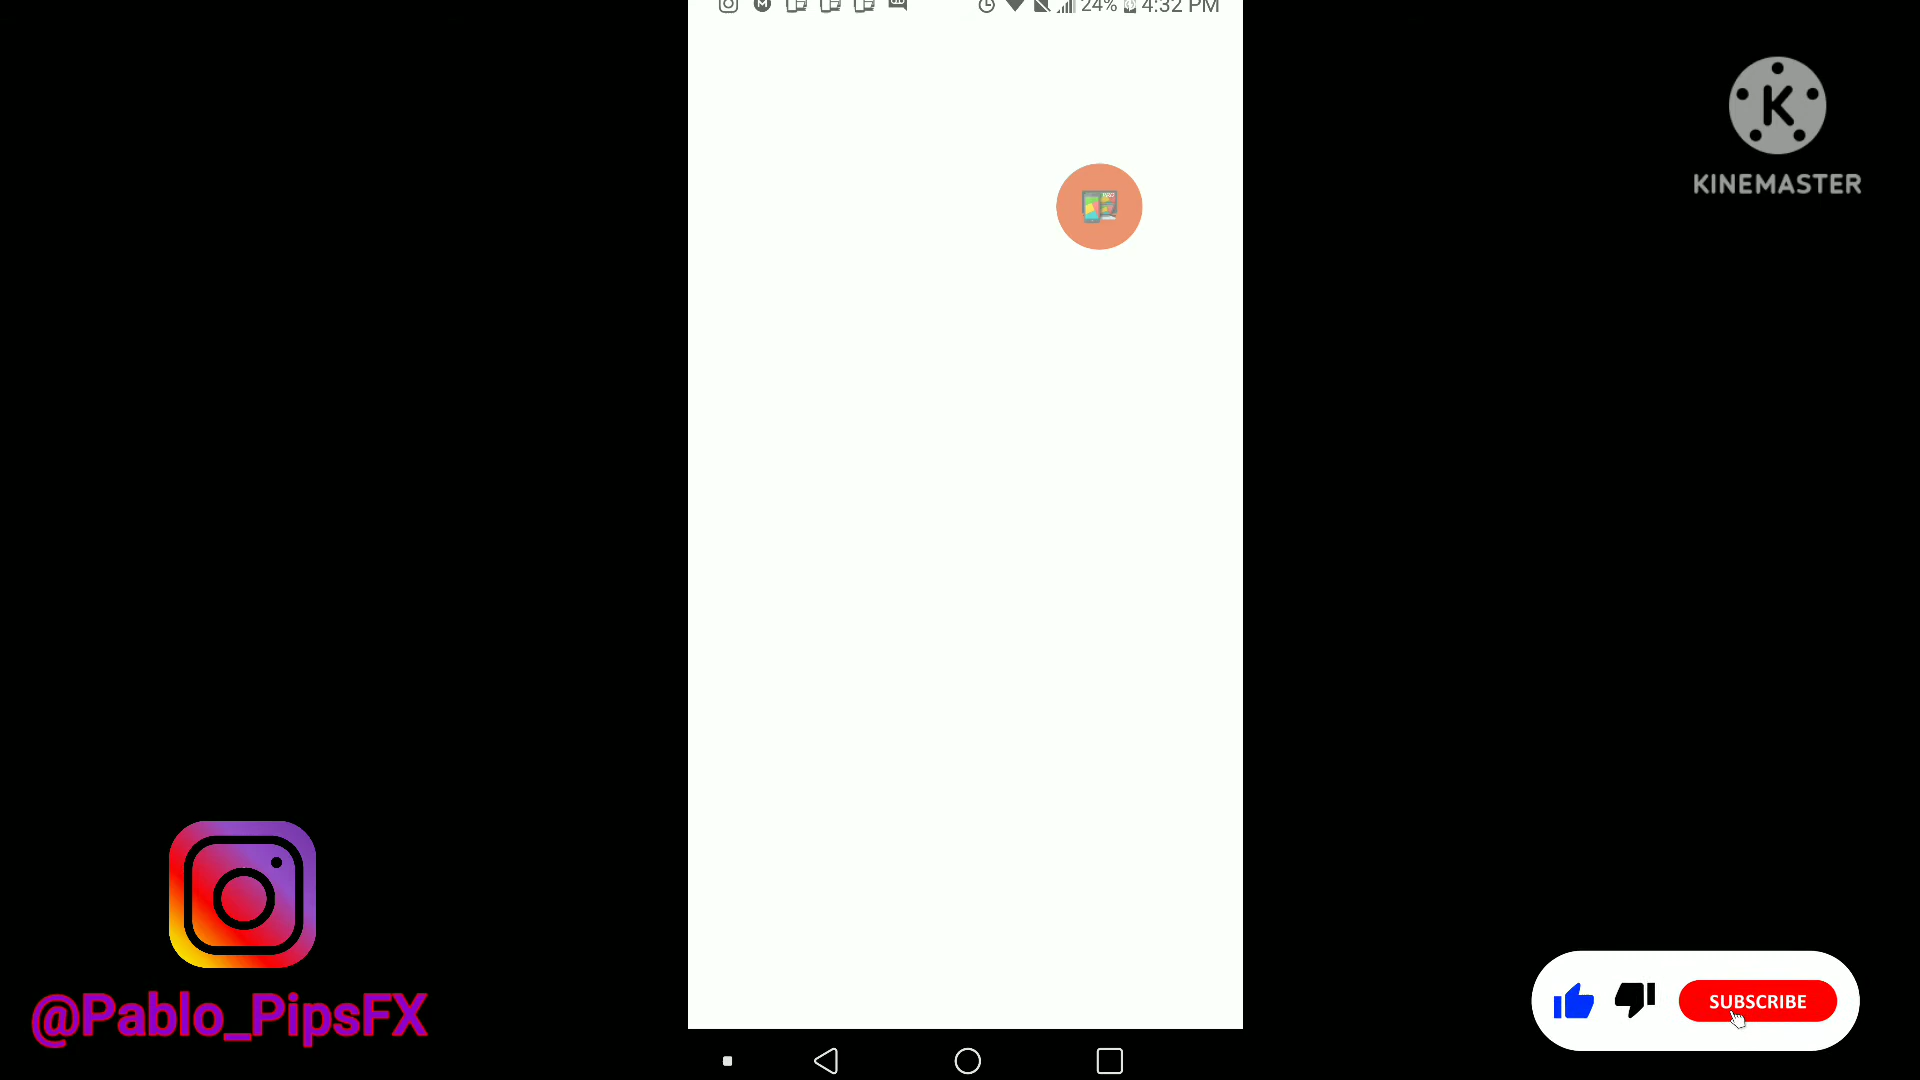 24% 4:32 PM
K
KINEMASTER
@Pablo_PipsFX
SUBSCRIBE